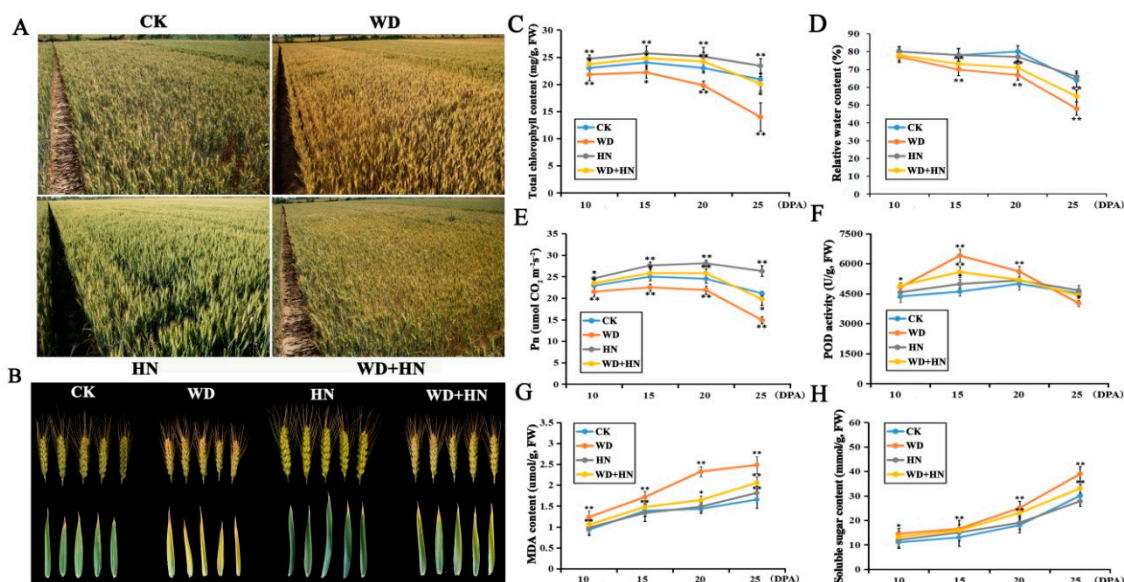 A
CK
WD
HN
WD+HN
B
CK
WD
HN
WD+HN
C
Total chlorophyll content (mg/g, FW)
30
25
20
15
10
5
0
CK
WD
HN
WD+HN
10
15
20
25
(DPA)
D
Relative water content (%)
90
80
70
60
50
40
30
20
10
0
CK
WD
HN
WD+HN
10
15
20
25
(DPA)
E
Pn (umol CO2 m-2s-2)
35
30
25
20
15
10
5
0
CK
WD
HN
WD+HN
10
15
20
25
(DPA)
F
POD activity (U/g, FW)
7500
6000
4500
3000
1500
0
CK
WD
HN
WD+HN
10
15
20
25
(DPA)
G
MDA content (umol/g, FW)
3.5
3
2.5
2
1.5
1
0.5
0
CK
WD
HN
WD+HN
10
15
20
25
(DPA)
H
Soluble sugar content (mmol/g, FW)
60
50
40
30
20
10
0
CK
WD
HN
WD+HN
10
15
20
25
(DPA)